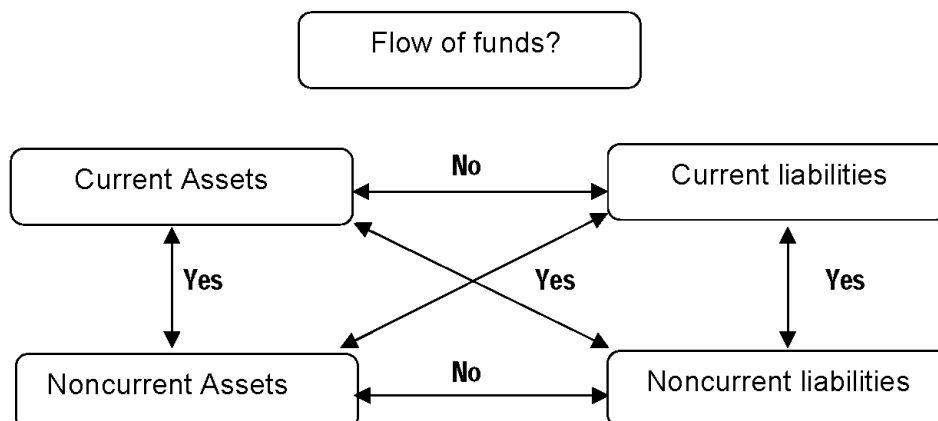 Flow of funds?
No
Current Assets
Current liabilities
Yes
Yes
Yes
No
Noncurrent Assets
Noncurrent liabilities